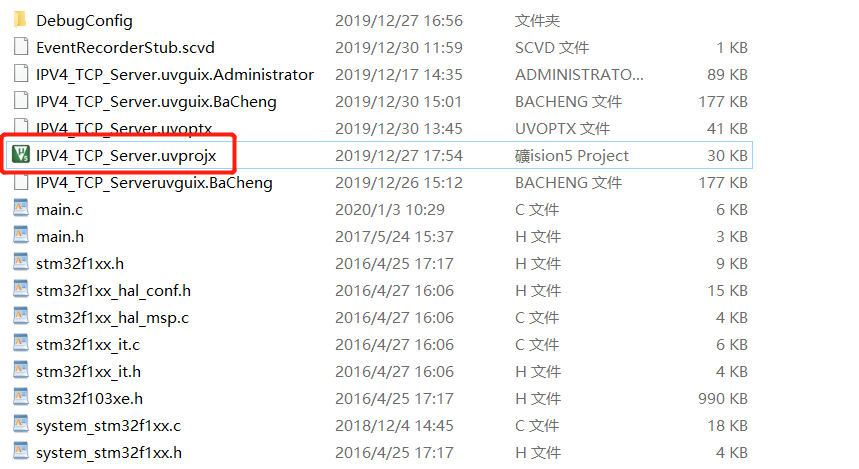 DebugConfig 2019/12/27 16:56 文件夹
EventRecorderStub.scvd 2019/12/30 11:59 SCVD 文件 1 KB
IPV4_TCP_Server.uvguix.Administrator 2019/12/17 14:35 ADMINISTRATO... 89 KB
IPV4_TCP_Server.uvguix.BaCheng 2019/12/30 15:01 BACHENG 文件 177 KB
IPV4_TCP_Server.uvoptx 2019/12/30 13:45 UVOPTX 文件 41 KB
IPV4_TCP_Server.uvprojx 2019/12/27 17:54 礦ision5 Project 30 KB
IPV4_TCP_Serveruvguix.BaCheng 2019/12/26 15:12 BACHENG 文件 177 KB
main.c 2020/1/3 10:29 C 文件 6 KB
main.h 2017/5/24 15:37 H 文件 3 KB
stm32f1xx.h 2016/4/25 17:17 H 文件 9 KB
stm32f1xx_hal_conf.h 2016/4/27 16:06 H 文件 15 KB
stm32f1xx_hal_msp.c 2016/4/27 16:06 C 文件 2 KB
stm32f1xx_it.c 2016/4/27 16:06 C 文件 6 KB
stm32f1xx_it.h 2016/4/27 16:06 H 文件 4 KB
stm32f103xe.h 2016/4/25 17:17 H 文件 990 KB
system_stm32f1xx.c 2018/12/4 14:45 C 文件 18 KB
system_stm32f1xx.h 2016/4/25 17:17 H 文件 4 KB